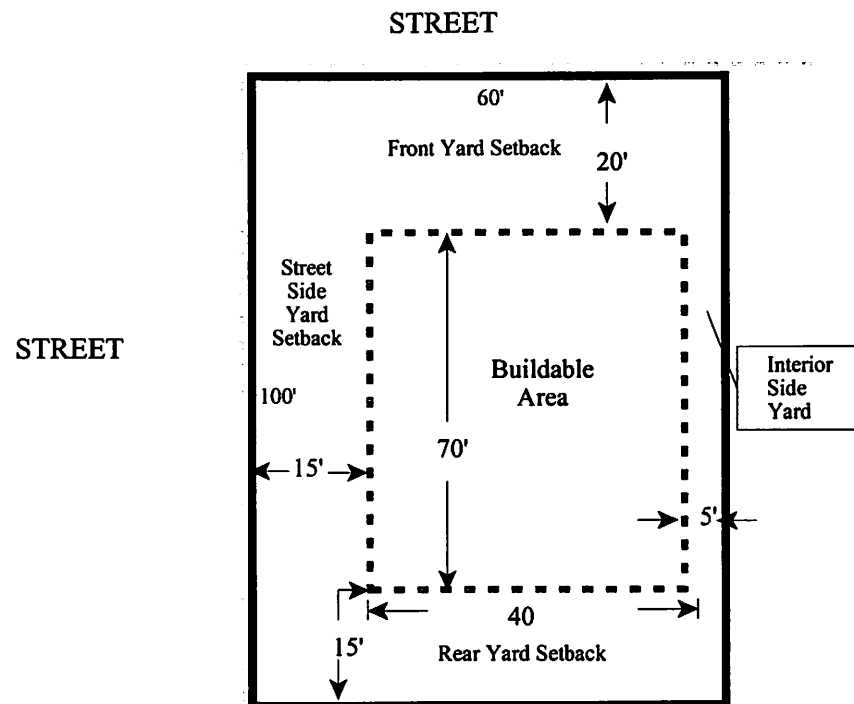 STREET
60'
Front Yard Setback
20'
Street
Side
Yard
Setback
STREET
Buildable
Area
Interior
Side
Yard
100'
70'
15'
5'
40
15'
Rear Yard Setback